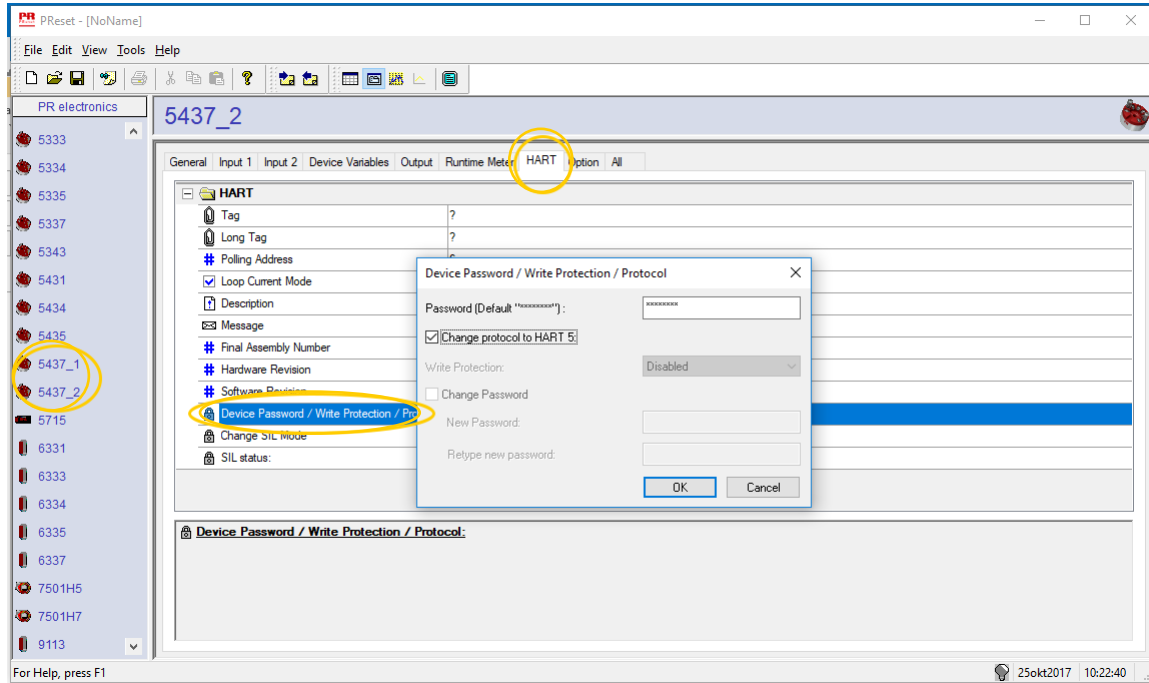 PR PReset - [NoName]
File Edit View Tools Help
PR electronics
5333
5334
5335
5337
5343
5431
5434
5435
5437_1
5437_2
5715
6331
6333
6334
6335
6337
7501H5
7501H7
9113
5437_2
General Input 1 Input 2 Device Variables Output Runtime Meter HART Option All
HART
Tag ?
Long Tag ?
Polling Address
Loop Current Mode
Description
Message
Final Assembly Number
Hardware Revision
Software Revision
Device Password / Write Protection / Pro
Change SIL Mode
SIL status:
Device Password / Write Protection / Protocol
Password (Default "********") : ********
Change protocol to HART 5:
Write Protection: Disabled
Change Password
New Password:
Retype new password:
OK Cancel
Device Password / Write Protection / Protocol:
For Help, press F1 25okt2017 10:22:40